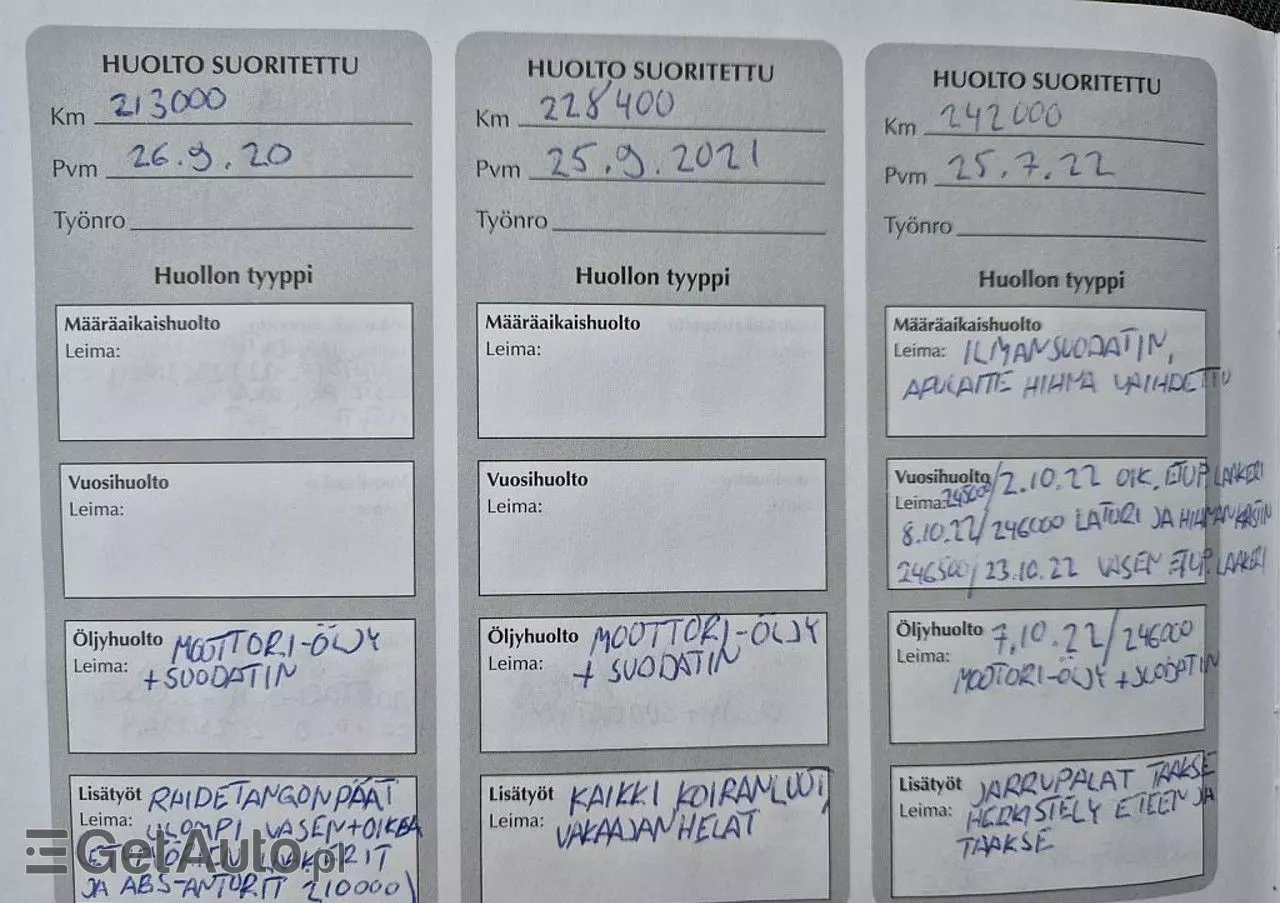 HUOLTO SUORITETTU
Km 213000
Pvm 26.9.20
Työnro
Huollon tyyppi
Määräaikaishuolto
Leima:
Vuosihuolto
Leima:
Öljyhuolto MOOTTORI-ÖLJY
Leima: + SUODATIN
Lisätyöt RAIDETANGONPÄÄT
Leima: ULOMPI VASEN+OIKEA
ETUPYÖRÄN LAAKERIT
JA ABS-ANTURIT 210000)
HUOLTO SUORITETTU
Km 228400
Pvm 25.9.2021
Työnro
Huollon tyyppi
Määräaikaishuolto
Leima:
Vuosihuolto
Leima:
Öljyhuolto MOOTTORI-ÖLJY
Leima: + SUODATIN
Lisätyöt KAIKKI KOIRANLUUT,
Leima: VAKAAJANHELAT
HUOLTO SUORITETTU
Km 242000
Pvm 25.7.22
Työnro
Huollon tyyppi
Määräaikaishuolto
Leima: ILMANSUODATIN,
APULAITE HIHNA VAIHDETTU
Vuosihuolto /2.10.22 OIK. ETUP. LAAKERI
Leima: 245000
8.10.22/246000 LATURI JA HIHNANKIRISTIN
246500/23.10.22 VASEN ETUP. LAAKERI
Öljyhuolto 7.10.22/246000
Leima:
MOOTORI-ÖLJY +SUODATIN
Lisätyöt JARRUPALAT TAAKSE
Leima: HERKISTELY ETEEN JA
TAAKSE
GetAuto.pl